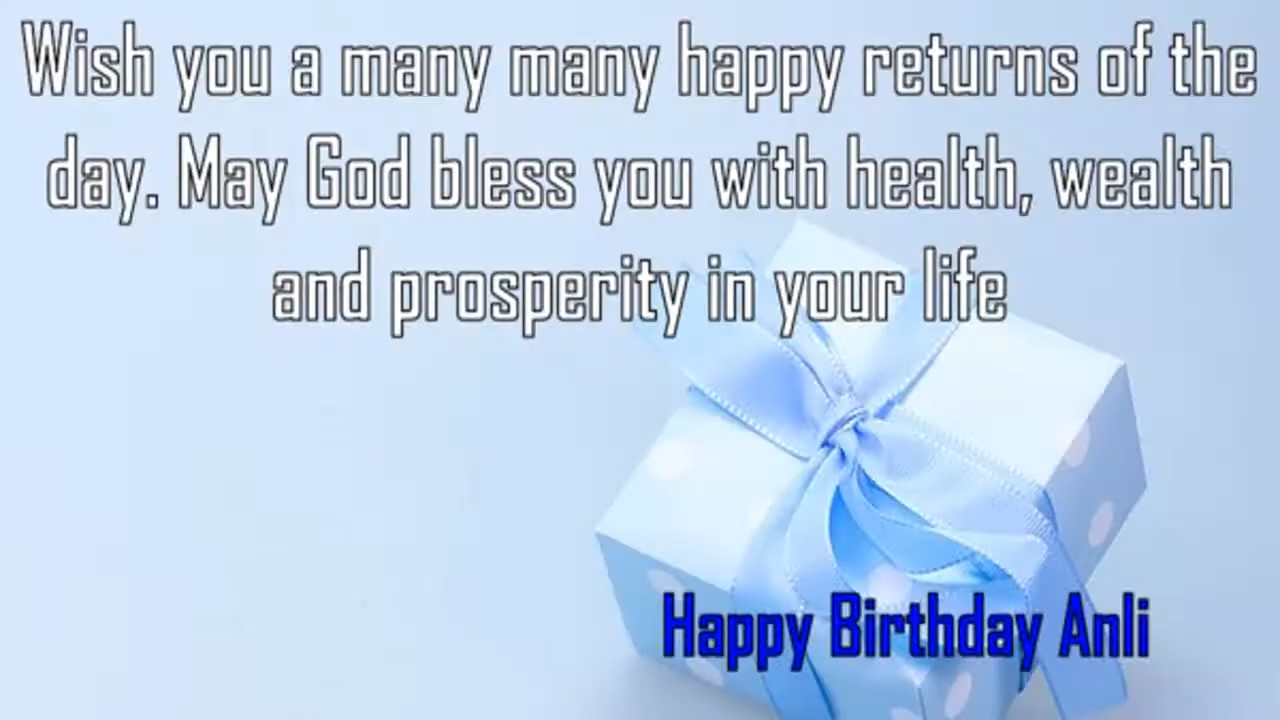 Wish you a many many happy returns of the
day. May God bless you with health, wealth
and prosperity in your life
Happy Birthday Anli